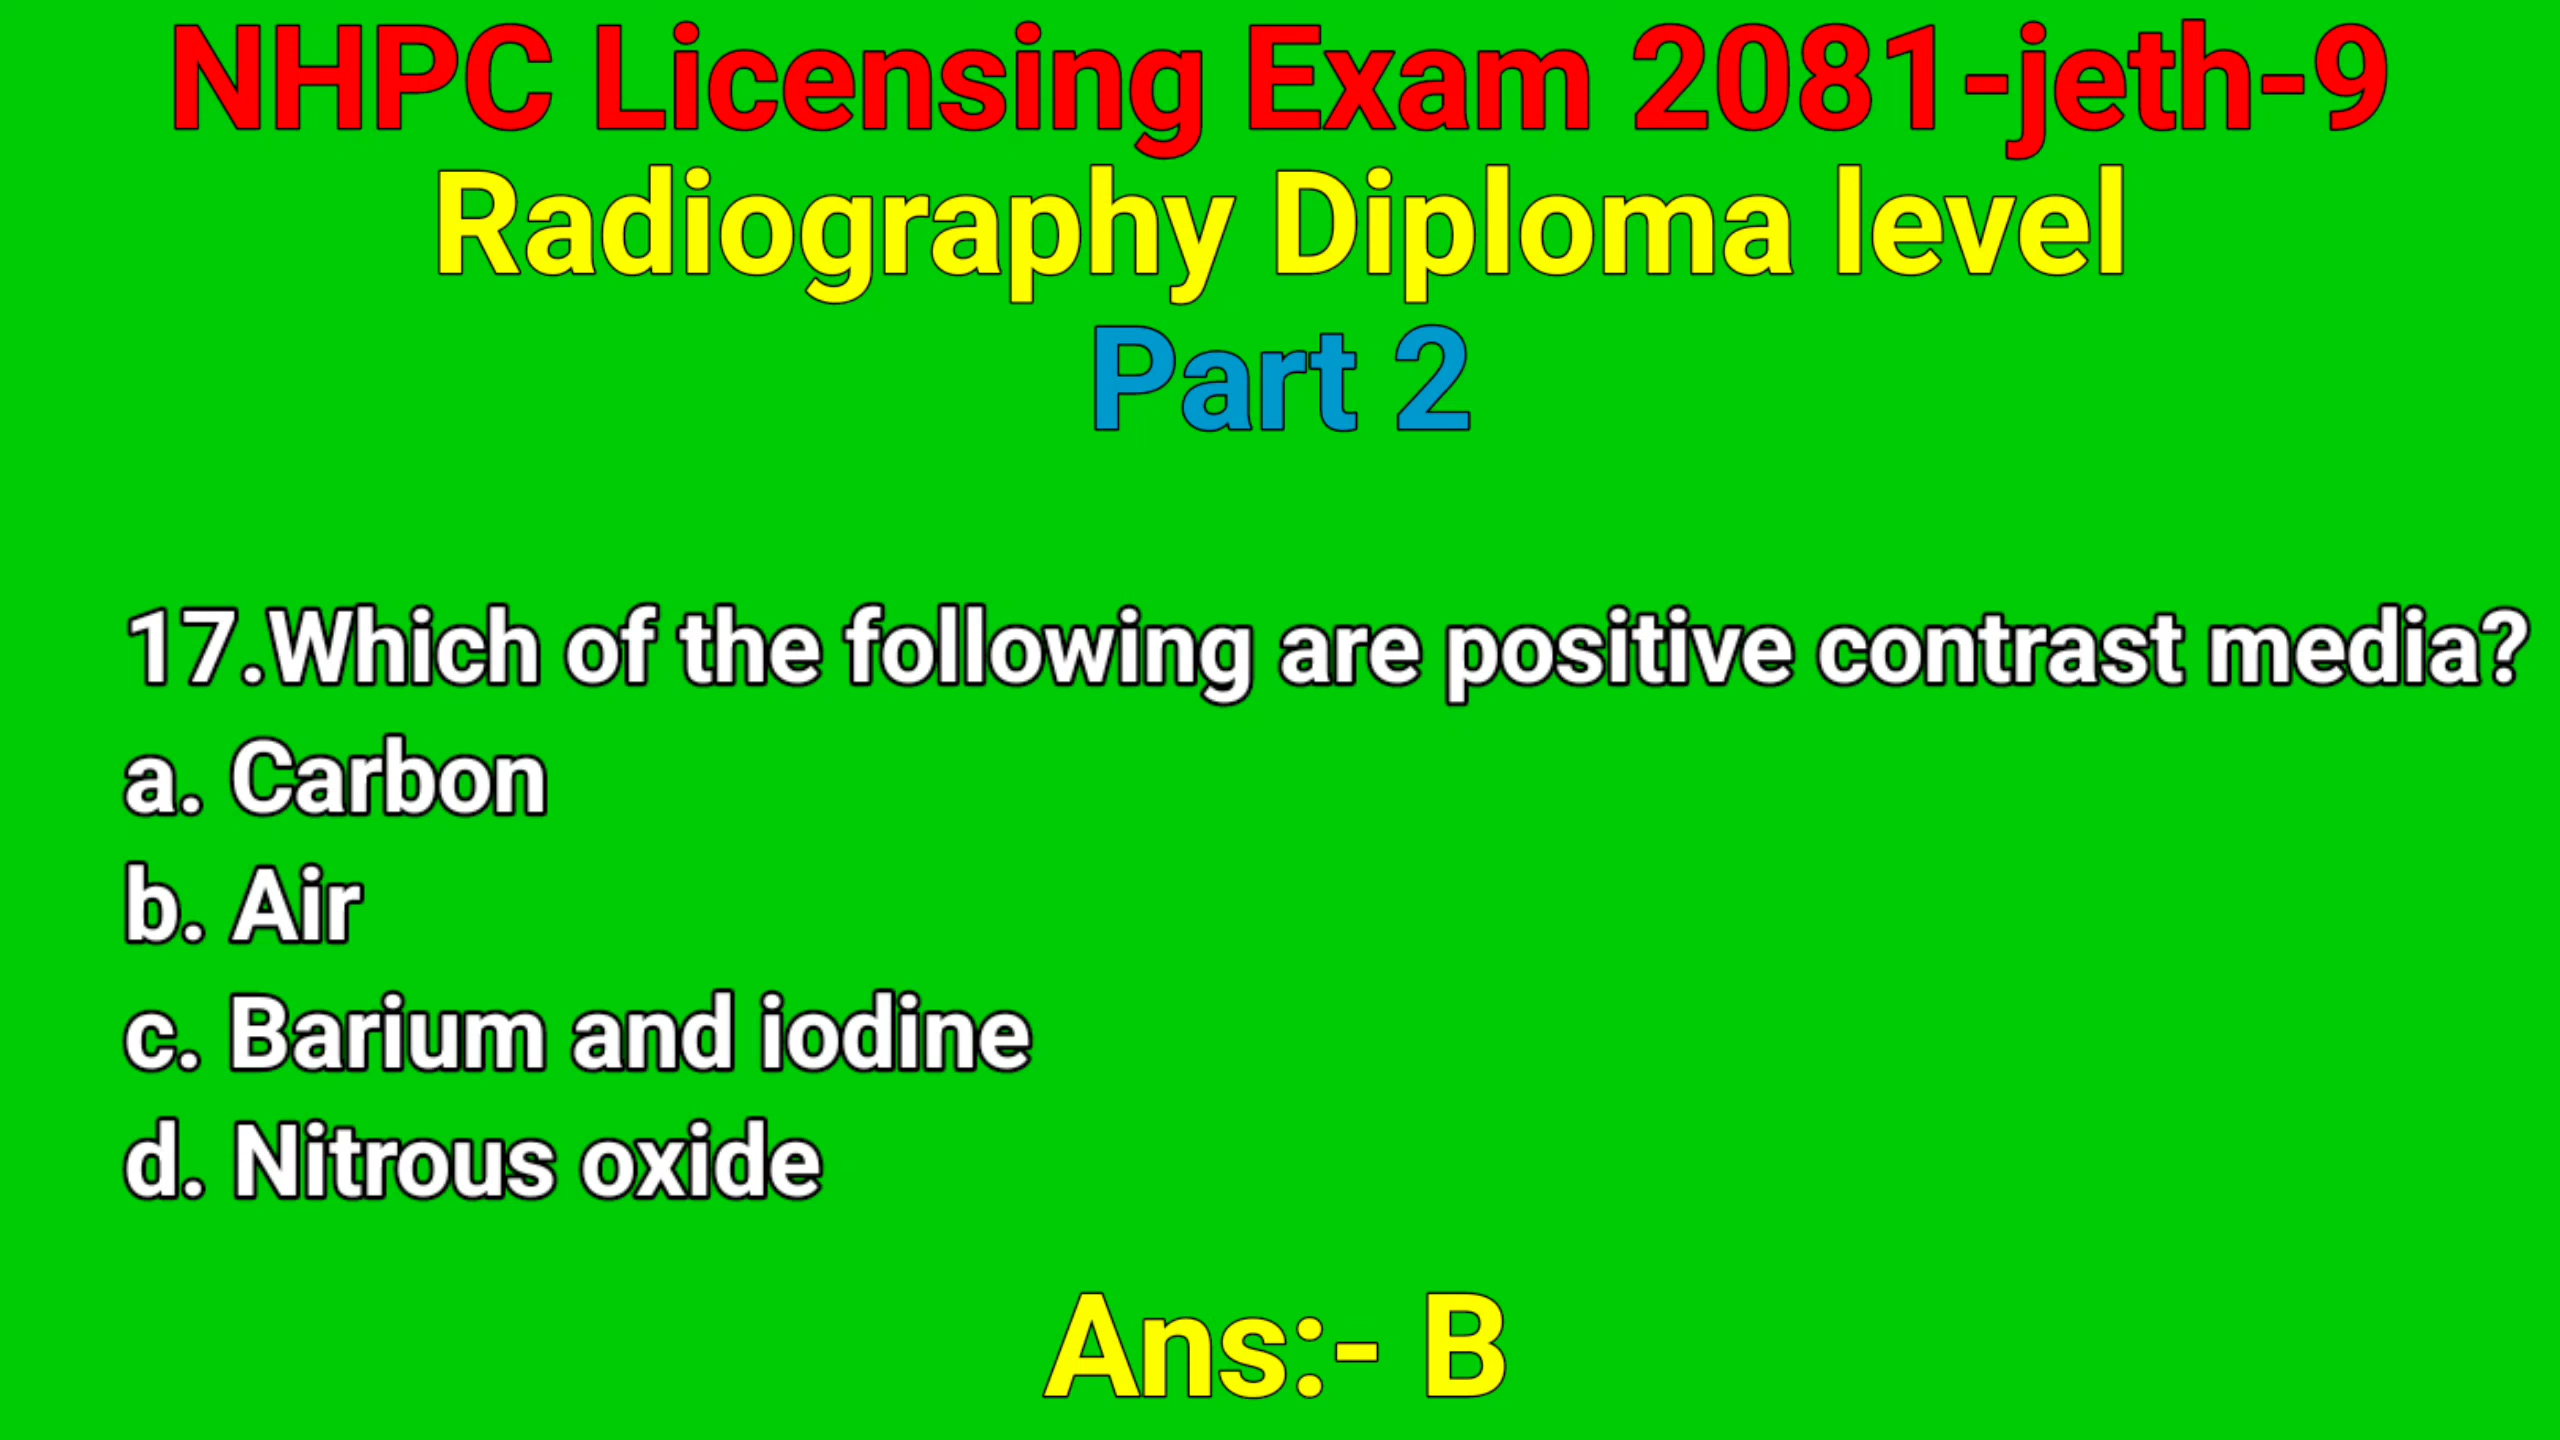 NHPC Licensing Exam 2081-jeth-9
Radiography Diploma level
Part 2
17.Which of the following are positive contrast media?
a. Carbon
b. Air
c. Barium and iodine
d. Nitrous oxide
Ans:- B